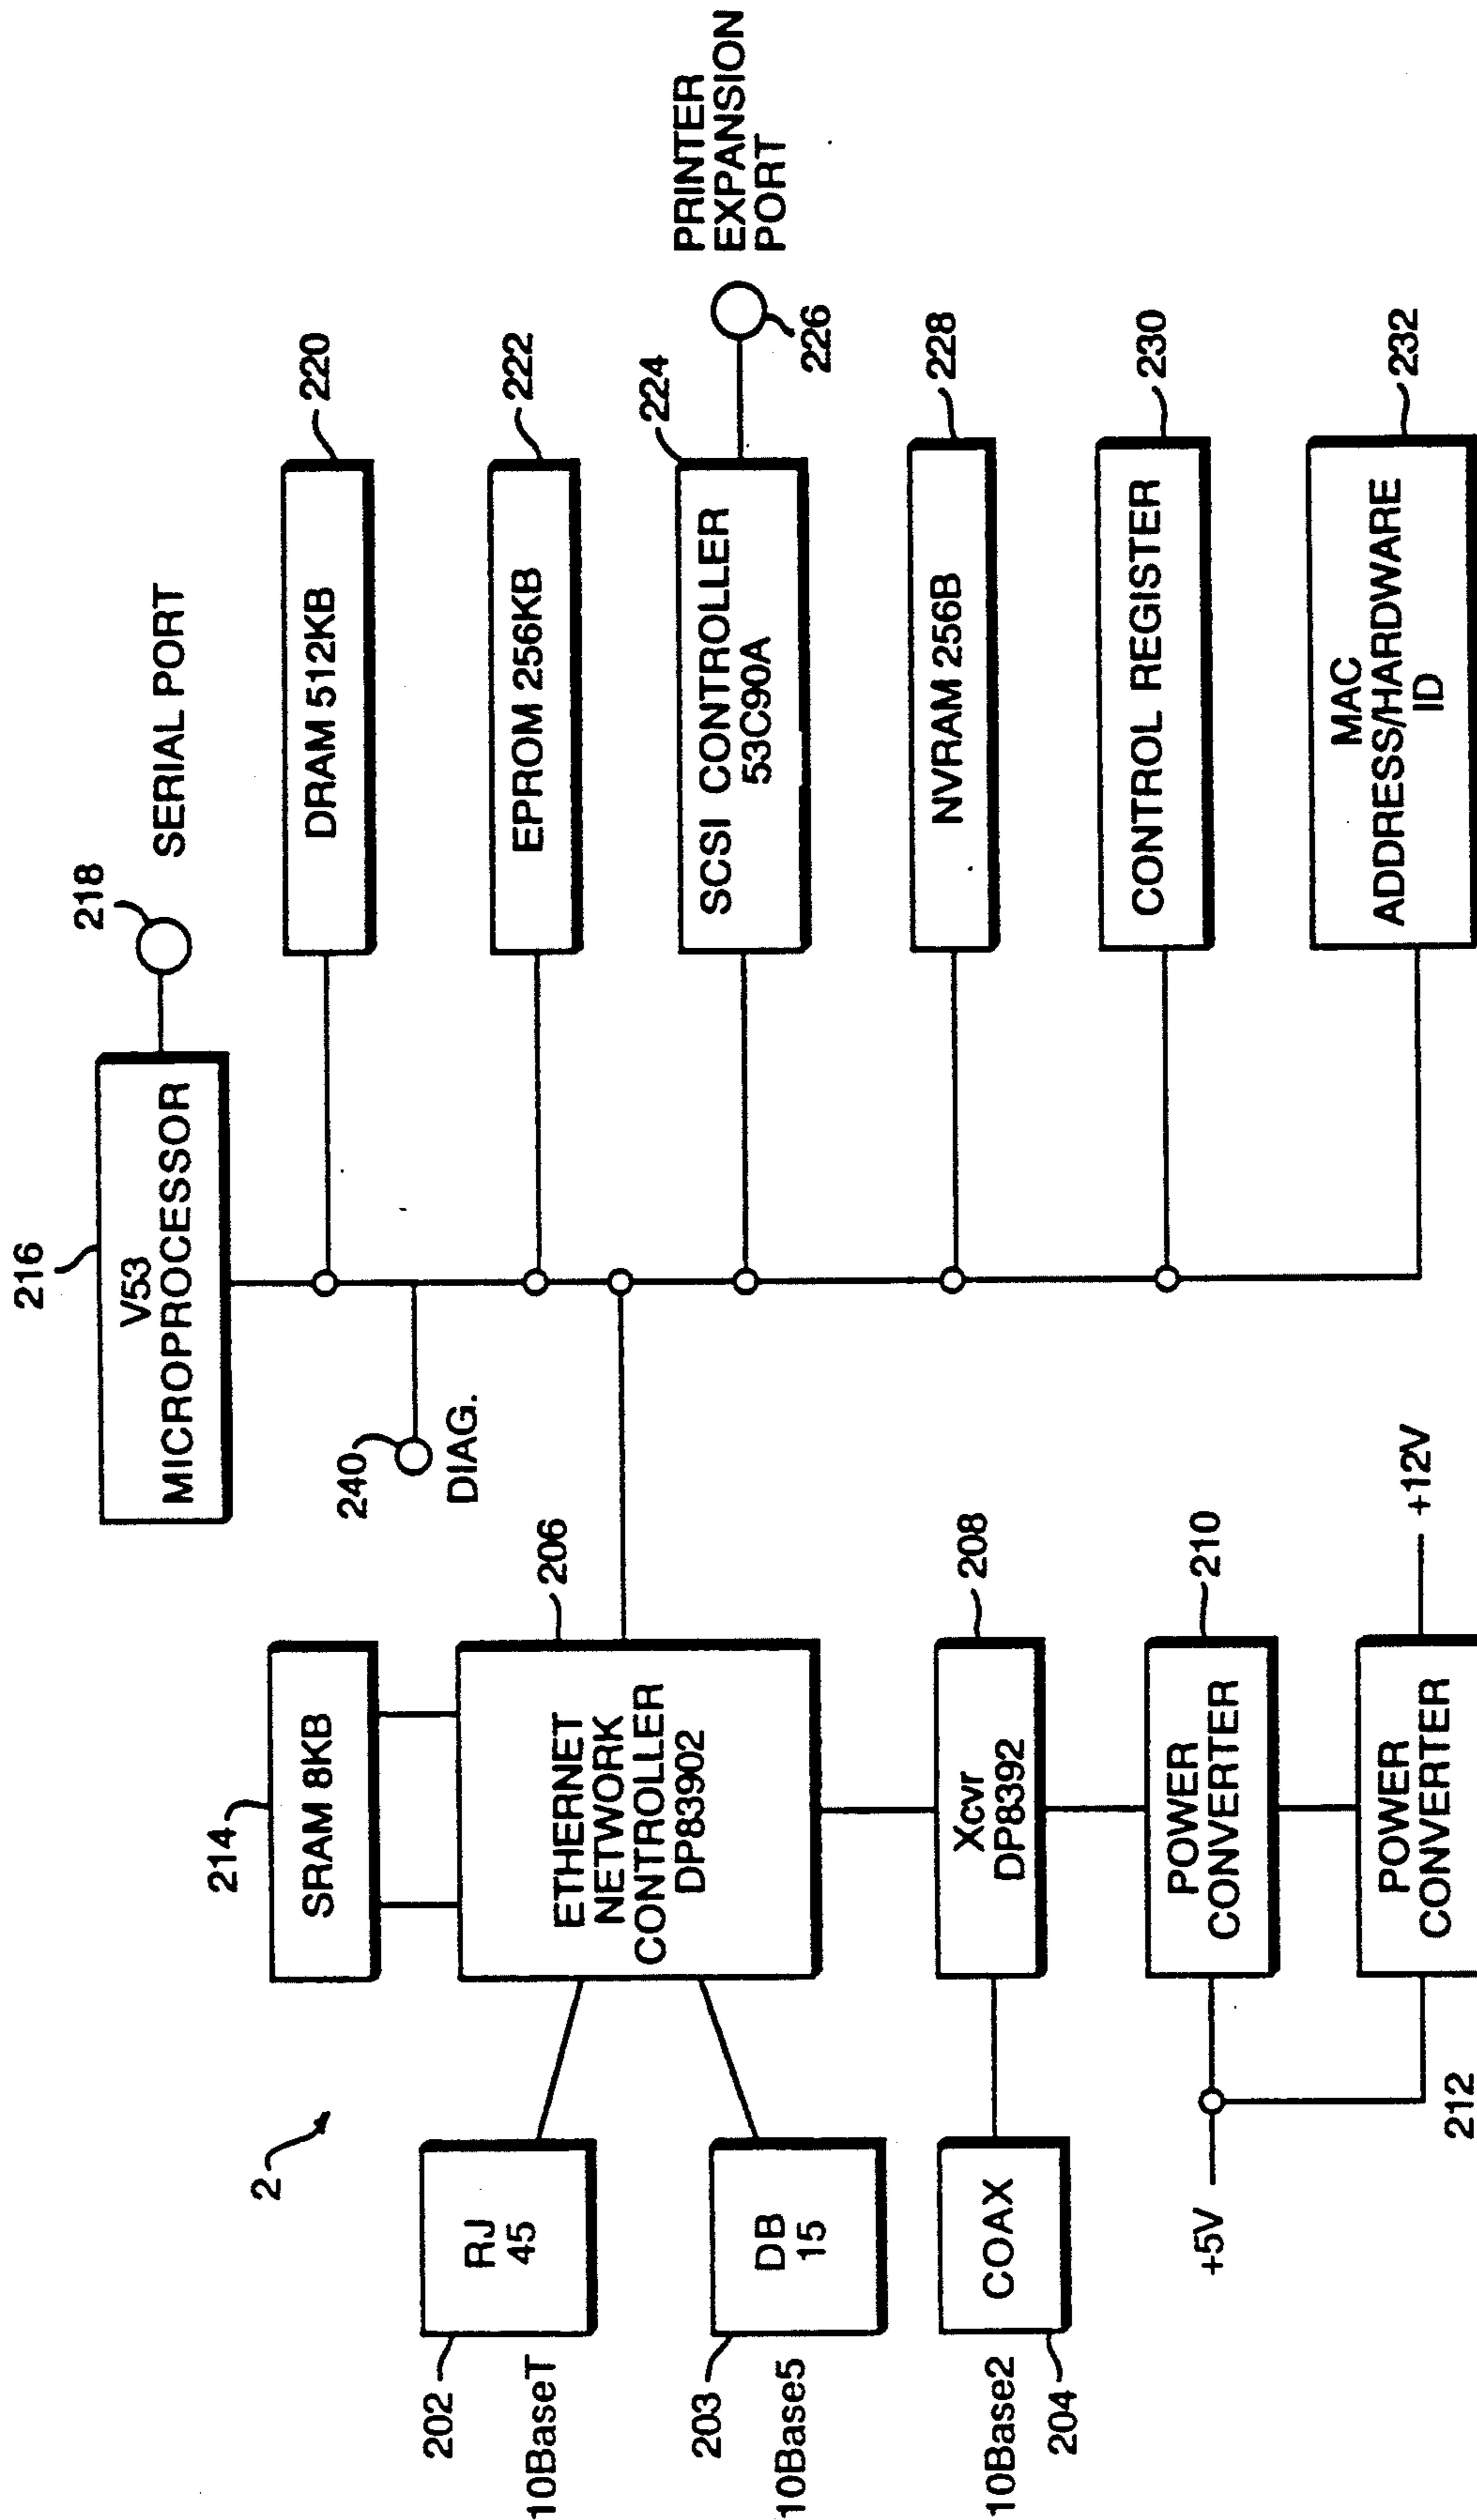 216
V53
MICROPROCESSOR
218
SERIAL PORT
240
DIAG.
214
SRAM 8KB
220
DRAM 512KB
2
206
ETHERNET
NETWORK
CONTROLLER
DP83902
222
EPROM 256KB
202
RJ
45
10BaseT
224
SCSI CONTROLLER
53C90A
PRINTER
EXPANSION
PORT
226
203
DB
15
10Base5
208
Xcvr
DP8392
228
NVRAM 256B
COAX
10Base2
204
210
POWER
CONVERTER
230
CONTROL REGISTER
+5V
POWER
CONVERTER
+12V
212
232
MAC
ADDRESS/HARDWARE
ID